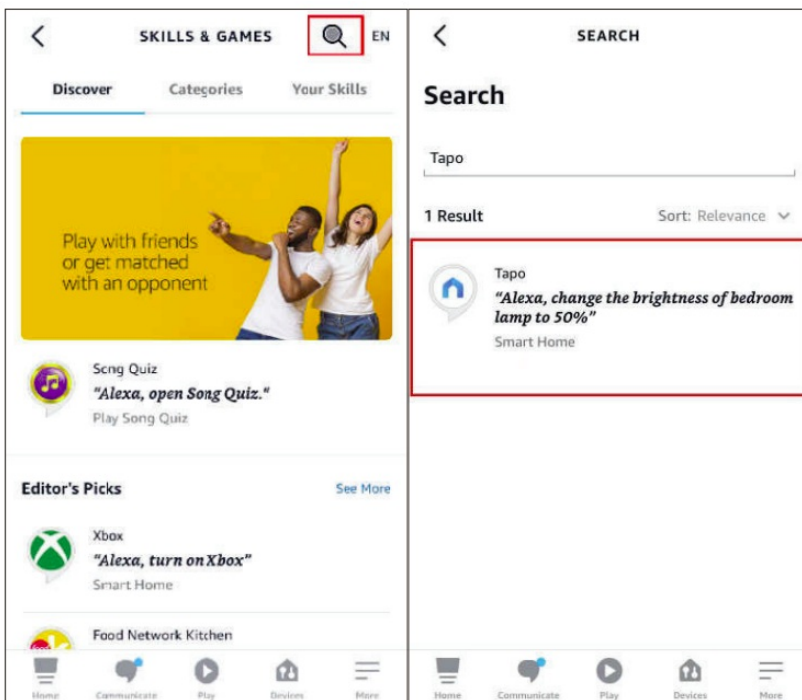 SKILLS & GAMES
EN
Discover
Categories
Your Skills
Play with friends
or get matched
with an opponent
Song Quiz
"Alexa, open Song Quiz."
Play Song Quiz
Editor's Picks
See More
Xbox
"Alexa, turn on Xbox"
Smart Home
Food Network Kitchen
Home
Communicate
Play
Devices
More
SEARCH
Search
Tapo
1 Result
Sort: Relevance
Tapo
"Alexa, change the brightness of bedroom
lamp to 50%"
Smart Home
Home
Communicate
Play
Devices
More